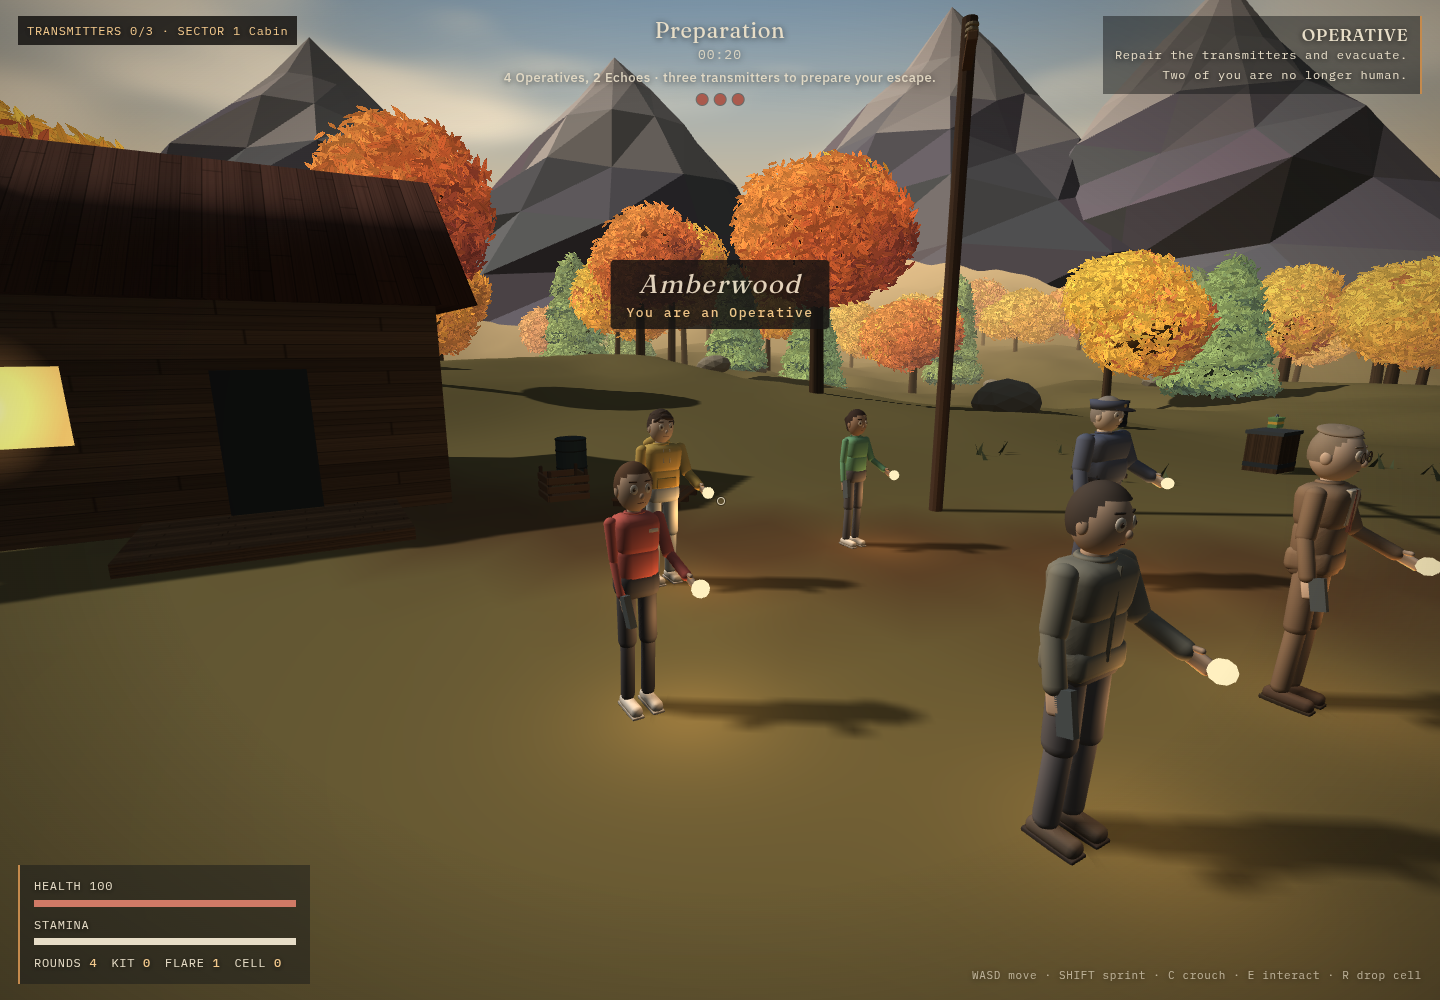 TRANSMITTERS 0/3 · SECTOR 1 Cabin
Preparation
00:20
4 Operatives, 2 Echoes · three transmitters to prepare your escape.
OPERATIVE
Repair the transmitters and evacuate.
Two of you are no longer human.
Amberwood
You are an Operative
HEALTH 100
STAMINA
ROUNDS 4 KIT 0 FLARE 1 CELL 0
WASD move · SHIFT sprint · C crouch · E interact · R drop cell